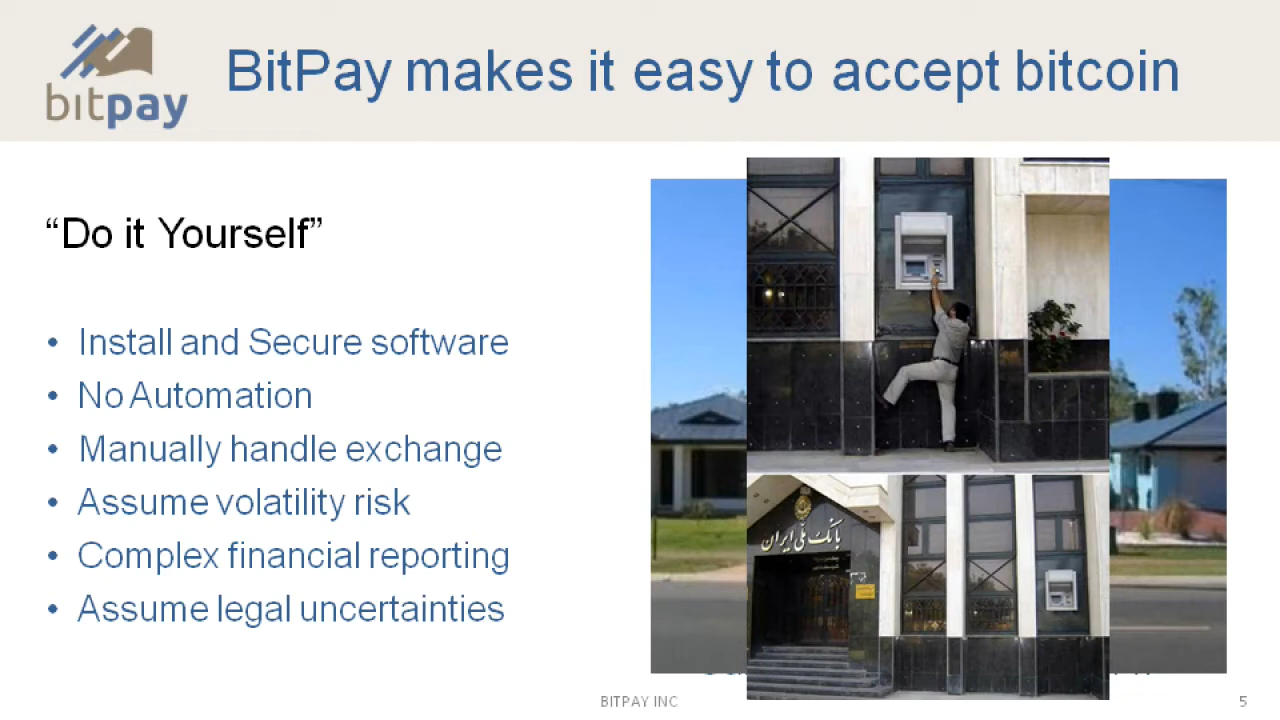 bitpay
BitPay makes it easy to accept bitcoin
“Do it Yourself”
• Install and Secure software
• No Automation
• Manually handle exchange
• Assume volatility risk
• Complex financial reporting
• Assume legal uncertainties
بانک ملی ایران
BITPAY INC
5